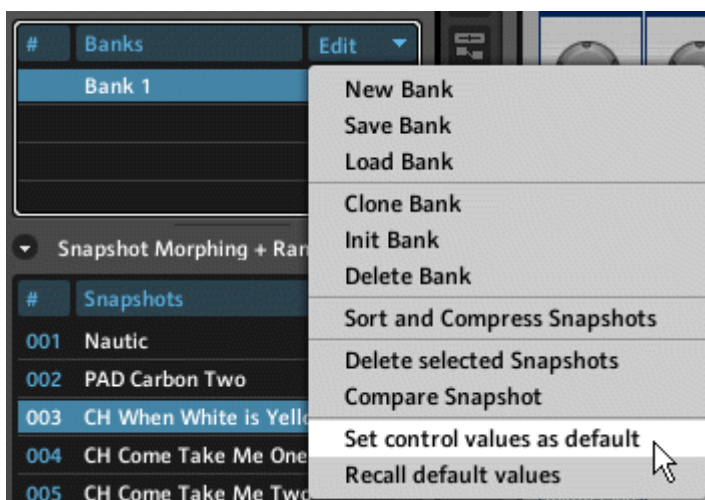 # Banks Edit
Bank 1
New Bank
Save Bank
Load Bank
Clone Bank
Init Bank
Delete Bank
Sort and Compress Snapshots
Delete selected Snapshots
Compare Snapshot
Set control values as default
Recall default values
Snapshot Morphing + Ran
# Snapshots
001 Nautic
002 PAD Carbon Two
003 CH When White is Yello
004 CH Come Take Me One
005 CH Come Take Me Two